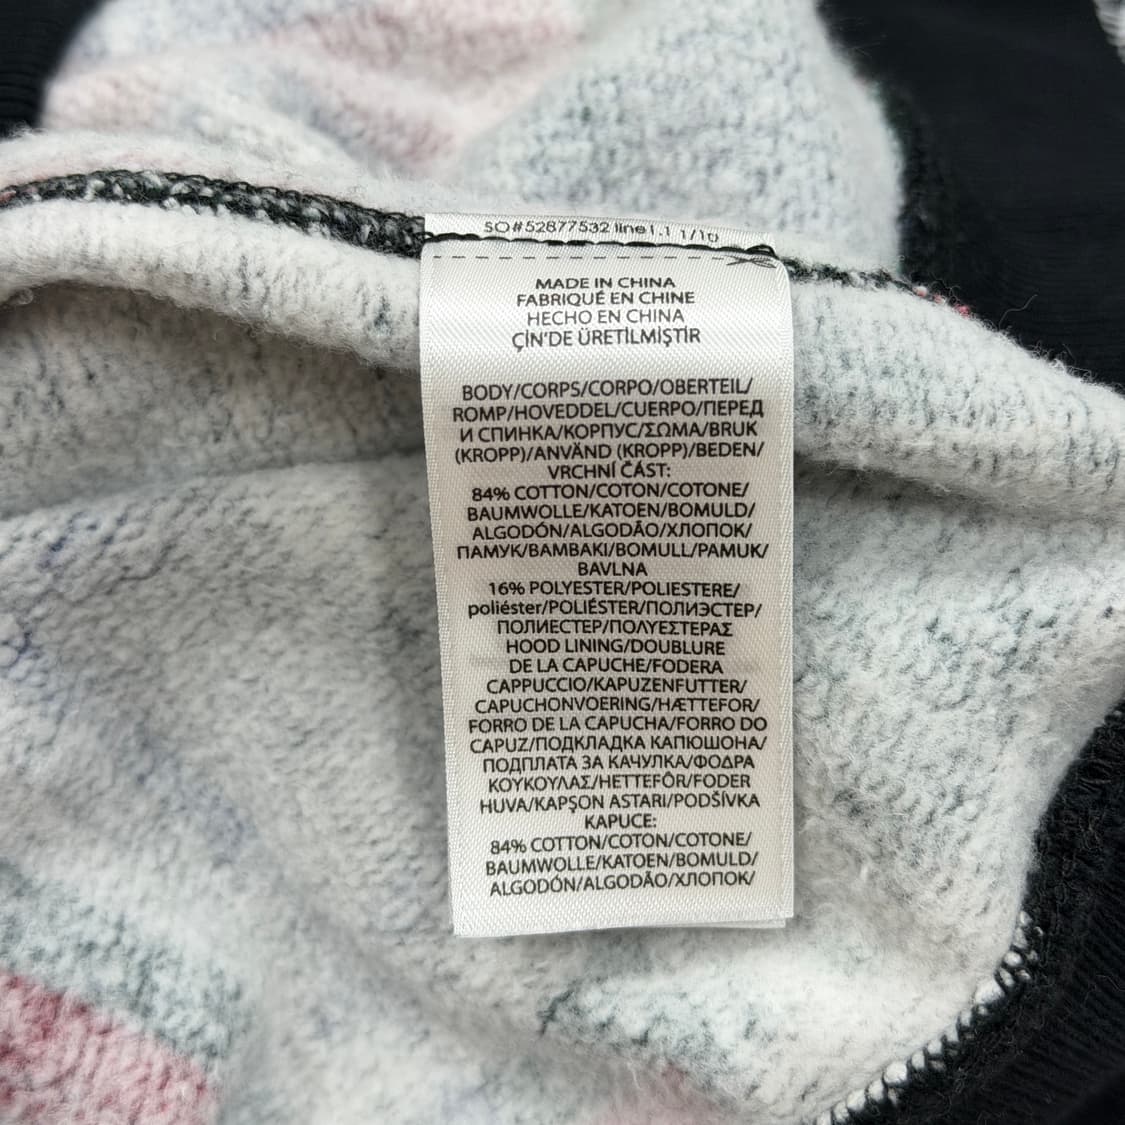 SO#52877532 line1.1 1/10
MADE IN CHINA
FABRIQUÉ EN CHINE
HECHO EN CHINA
ÇİN'DE ÜRETİLMİŞTİR
BODY/CORPS/CORPO/OBERTEIL/
ROMP/HOVEDDEL/CUERPO/ПЕРЕД
И СПИНКА/КОРПУС/ΣΩΜΑ/BRUK
(KROPP)/ANVÄND (KROPP)/BEDEN/
VRCHNÍ ČÁST:
84% COTTON/COTON/COTONE/
BAUMWOLLE/KATOEN/BOMULD/
ALGODÓN/ALGODÃO/ХЛОПОК/
ПАМУК/BAMBAKI/BOMULL/PAMUK/
BAVLNA
16% POLYESTER/POLIESTERE/
poliéster/POLIÉSTER/ПОЛИЭСТЕР/
ПОЛИЕСТЕР/ΠΟΛΥΕΣΤΕΡΑΣ
HOOD LINING/DOUBLURE
DE LA CAPUCHE/FODERA
CAPPUCCIO/KAPUZENFUTTER/
CAPUCHONVOERING/HÆTTEFOR/
FORRO DE LA CAPUCHA/FORRO DO
CAPUZ/ПОДКЛАДКА КАПЮШОНА/
ПОДПЛАТА ЗА КАЧУЛКА/ΦΟΔΡΑ
ΚΟΥΚΟΥΛΑΣ/HETTEFÔR/FODER
HUVA/KAPŞON ASTARI/PODŠÍVKA
KAPUCE:
84% COTTON/COTON/COTONE/
BAUMWOLLE/KATOEN/BOMULD/
ALGODÓN/ALGODÃO/ХЛОПОК/